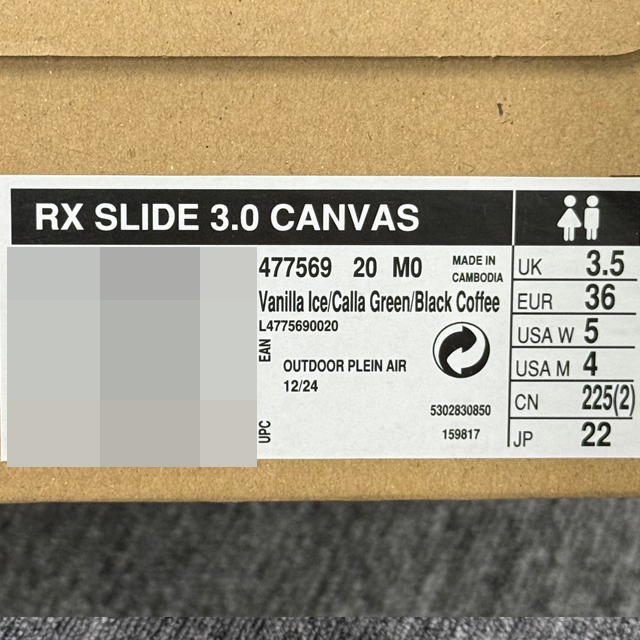 RX SLIDE 3.0 CANVAS
477569 20 M0
MADE IN
CAMBODIA
Vanilla Ice/Calla Green/Black Coffee
L4775690020
EAN
OUTDOOR PLEIN AIR
12/24
5302830850
UPC
159817
UK 3.5
EUR 36
USA W 5
USA M 4
CN 225(2)
JP 22